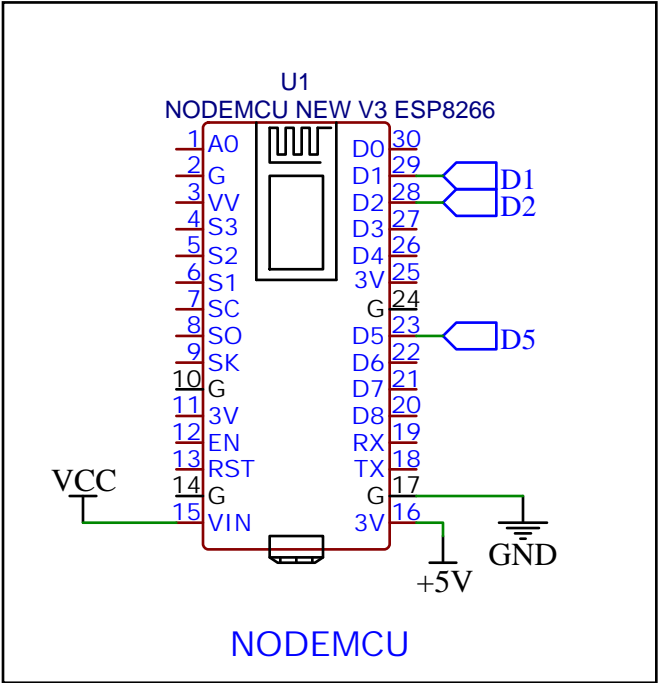 U1
NODEMCU NEW V3 ESP8266
1 A0 D0 30
2 G D1 29 D1
3 VV D2 28 D2
4 S3 D3 27
5 S2 D4 26
6 S1 3V 25
7 SC G 24
8 SO D5 23 D5
9 SK D6 22
10 G D7 21
11 3V D8 20
12 EN RX 19
13 RST TX 18
VCC 14 G G 17
15 VIN 3V 16
GND
+5V
NODEMCU